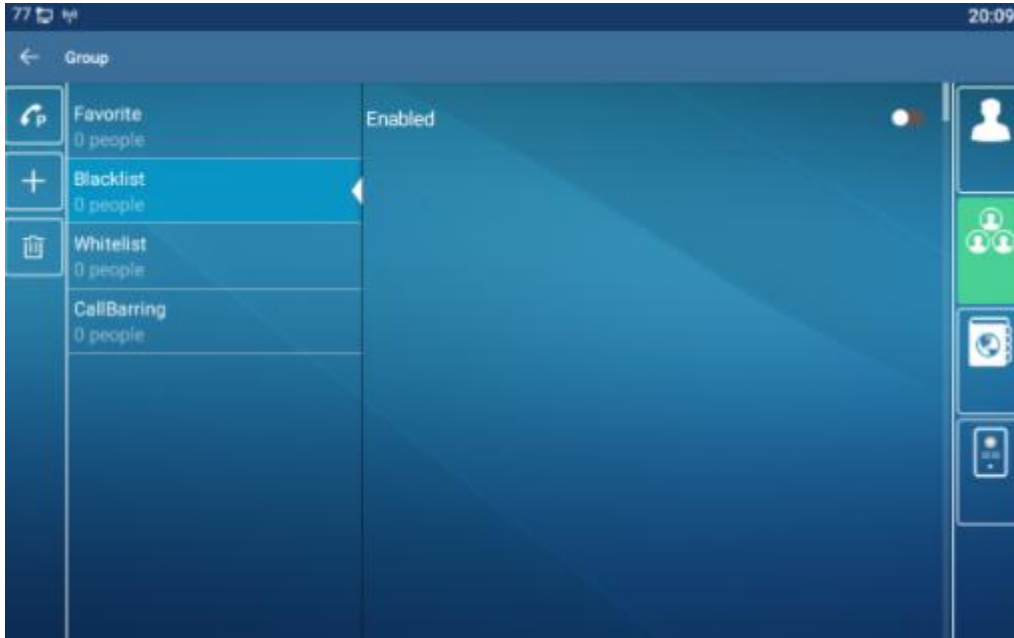 77 20:09
Group
Favorite
0 people
Enabled
Blacklist
0 people
Whitelist
0 people
CallBarring
0 people
P